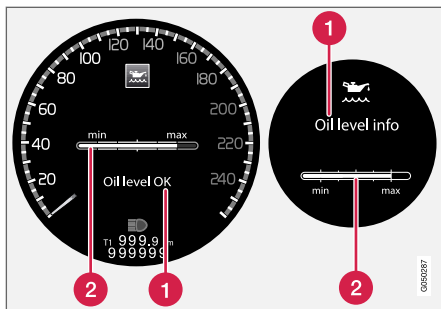 120 140 160
100
80 180
60 200
40 220
20 240
min max
Oil level OK
T1 999.9 m
999999
2 1
1
Oil level info
min max
2
G050287